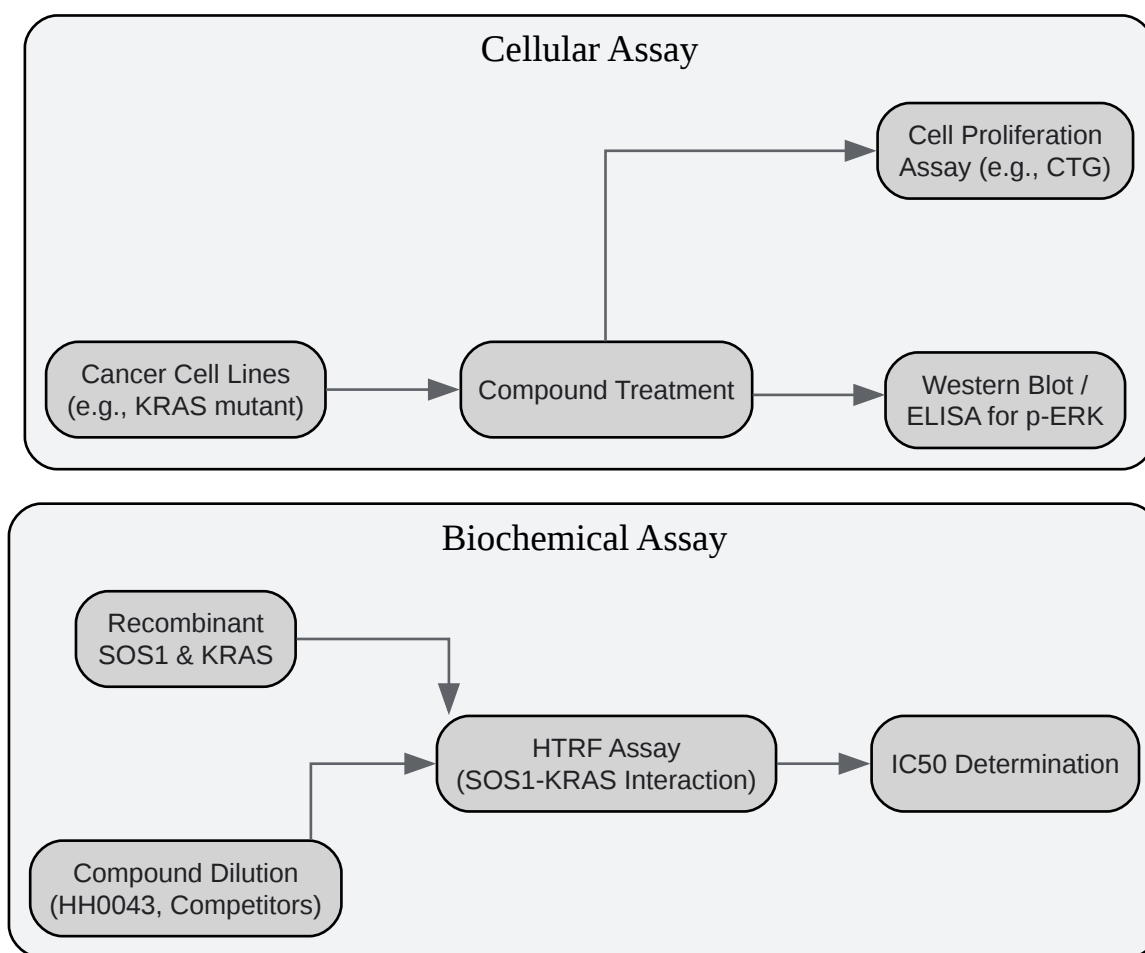 Cellular Assay
Cell Proliferation
Assay (e.g., CTG)
Cancer Cell Lines
(e.g., KRAS mutant)
Compound Treatment
Western Blot /
ELISA for p-ERK
Biochemical Assay
Recombinant
SOS1 & KRAS
HTRF Assay
(SOS1-KRAS Interaction)
IC50 Determination
Compound Dilution
(HH0043, Competitors)